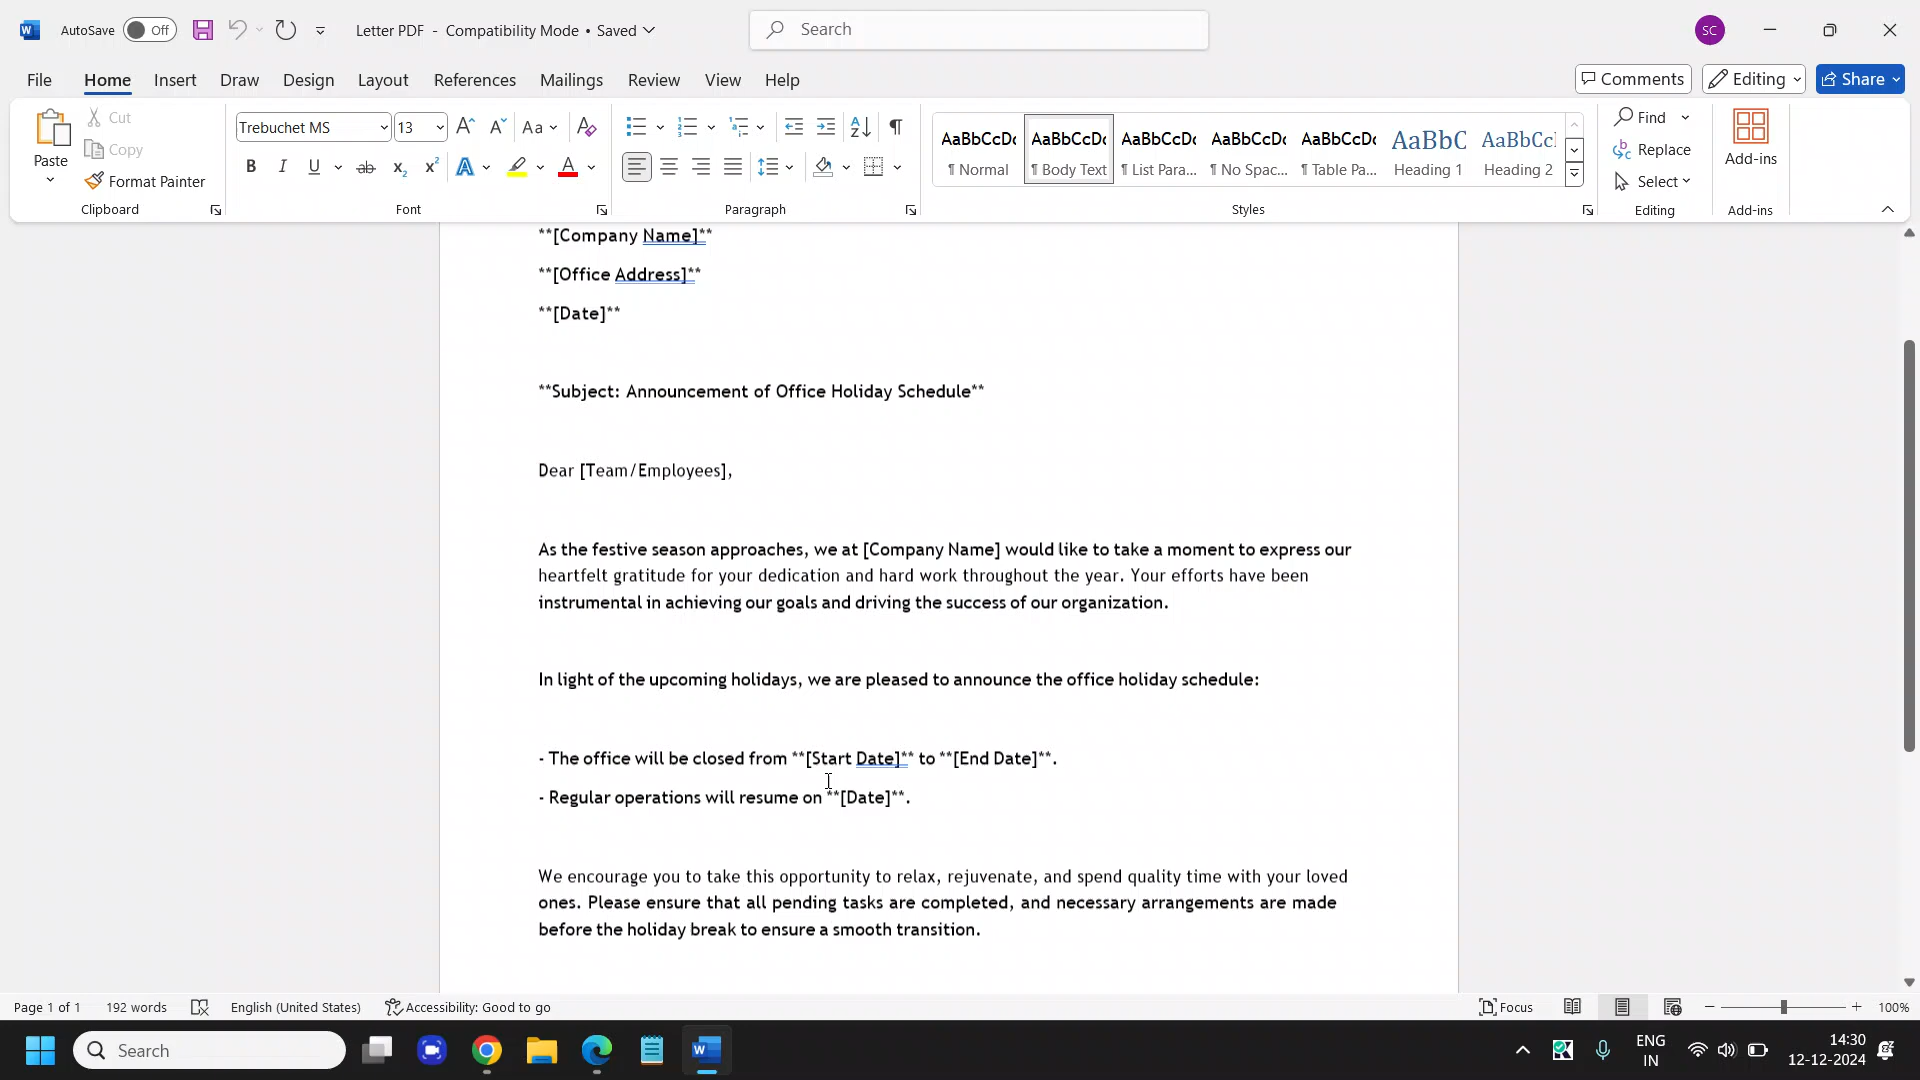 AutoSave Off Letter PDF - Compatibility Mode • Saved Search SC
File Home Insert Draw Design Layout References Mailings Review View Help Comments Editing Share
Paste Cut Copy Format Painter
Clipboard
Trebuchet MS 13 Aa
B I U ab x₂ x² A A
Font
Paragraph
AaBbCcDc AaBbCcDc AaBbCcDc AaBbCcDc AaBbCcDc AaBbC AaBbCcI
¶ Normal ¶ Body Text ¶ List Para... ¶ No Spac... ¶ Table Pa... Heading 1 Heading 2
Styles
Find
Replace
Select
Editing
Add-ins
Add-ins
**[Company Name]**
**[Office Address]**
**[Date]**
**Subject: Announcement of Office Holiday Schedule**
Dear [Team/Employees],
As the festive season approaches, we at [Company Name] would like to take a moment to express our
heartfelt gratitude for your dedication and hard work throughout the year. Your efforts have been
instrumental in achieving our goals and driving the success of our organization.
In light of the upcoming holidays, we are pleased to announce the office holiday schedule:
- The office will be closed from **[Start Date]** to **[End Date]**.
- Regular operations will resume on **[Date]**.
We encourage you to take this opportunity to relax, rejuvenate, and spend quality time with your loved
ones. Please ensure that all pending tasks are completed, and necessary arrangements are made
before the holiday break to ensure a smooth transition.
Page 1 of 1 192 words English (United States) Accessibility: Good to go Focus 100%
Search ENG IN 14:30 12-12-2024